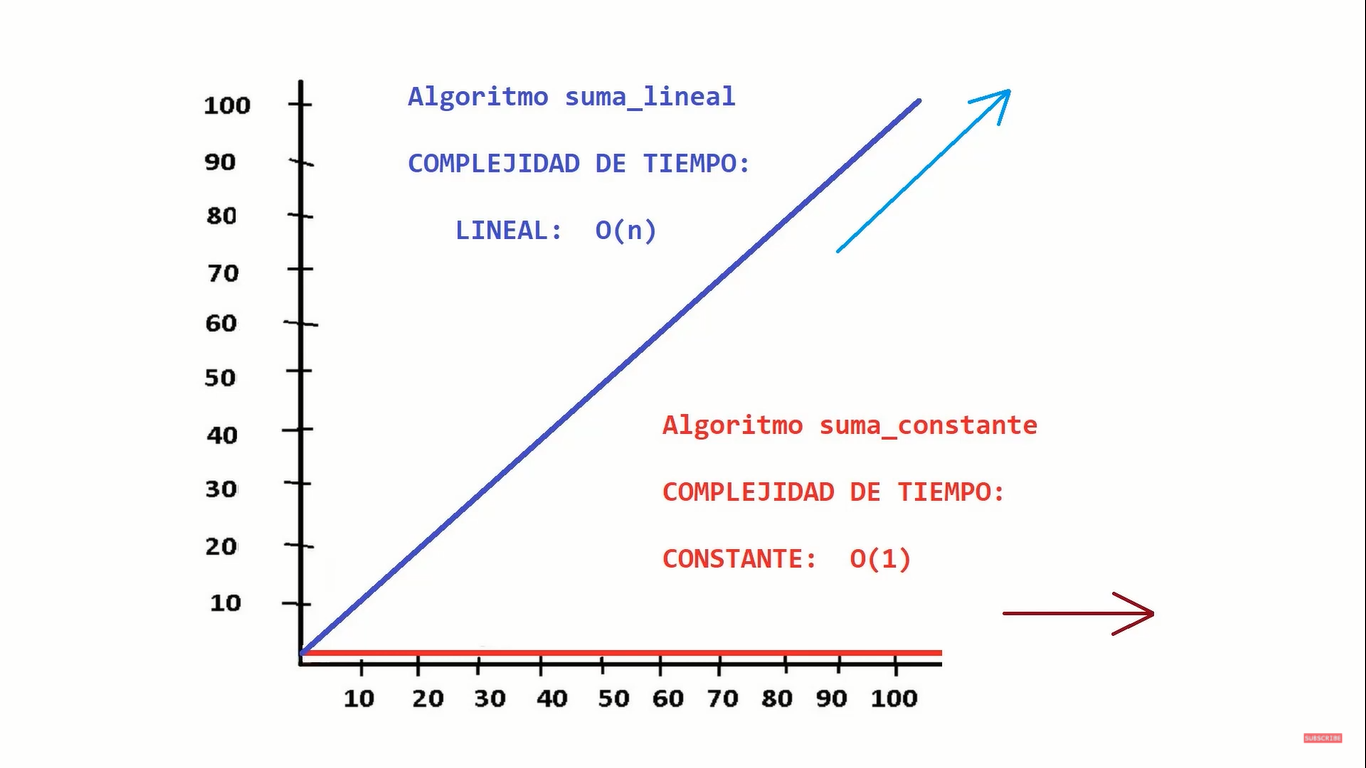 Algoritmo suma_lineal
COMPLEJIDAD DE TIEMPO:
LINEAL: O(n)
100
90
80
70
60
50
40
30
20
10
Algoritmo suma_constante
COMPLEJIDAD DE TIEMPO:
CONSTANTE: O(1)
10 20 30 40 50 60 70 80 90 100
SUBSCRIBE